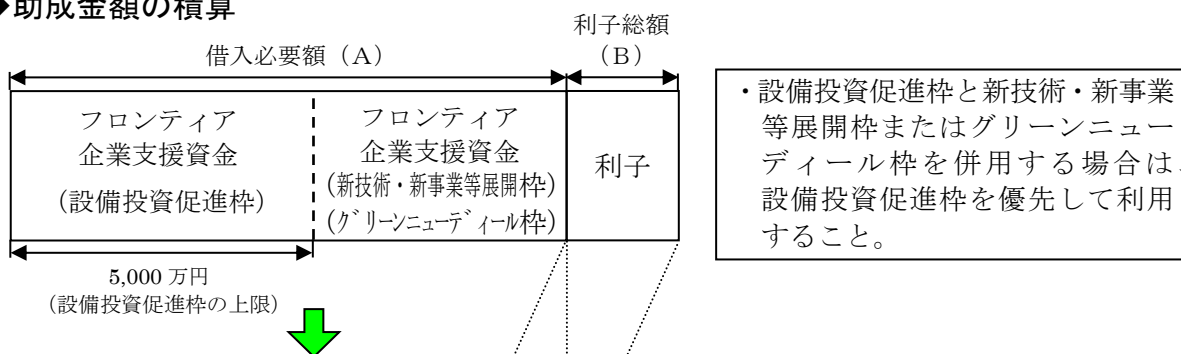 ◆助成金額の積算
利子総額
(B)
借入必要額(A)
フロンティア
企業支援資金
(設備投資促進枠)
フロンティア
企業支援資金
(新技術・新事業等展開枠)
(グリーンニューディール枠)
利子
5,000 万円
(設備投資促進枠の上限)
・設備投資促進枠と新技術・新事業
等展開枠またはグリーンニュー
ディール枠を併用する場合は、
設備投資促進枠を優先して利用
すること。